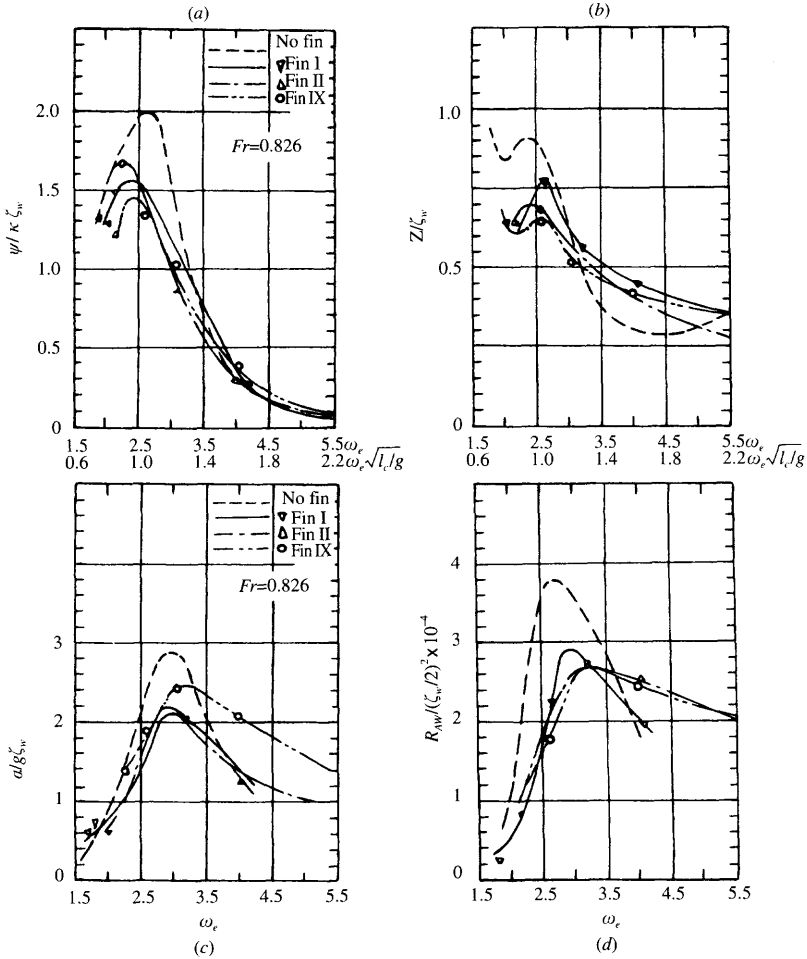 (a)
No fin
Fin 1
Fin II
Fin IX
Fr=0.826
2.0
1.5
1.0
0.5
0
ψ/κζw
1.5 2.5 3.5 4.5 5.5ωe
0.6 1.0 1.4 1.8 2.2ωe√lc/g
(b)
1.0
0.5
0
Z/ζw
1.5 2.5 3.5 4.5 5.5ωe
0.6 1.0 1.4 1.8 2.2ωe√lc/g
No fin
Fin I
Fin II
Fin IX
Fr=0.826
3
2
1
0
a/gζw
1.5 2.5 3.5 4.5 5.5
ωe
(c)
4
3
2
1
0
RAW/(ζw/2)² x 10⁻⁴
1.5 2.5 3.5 4.5 5.5
ωe
(d)